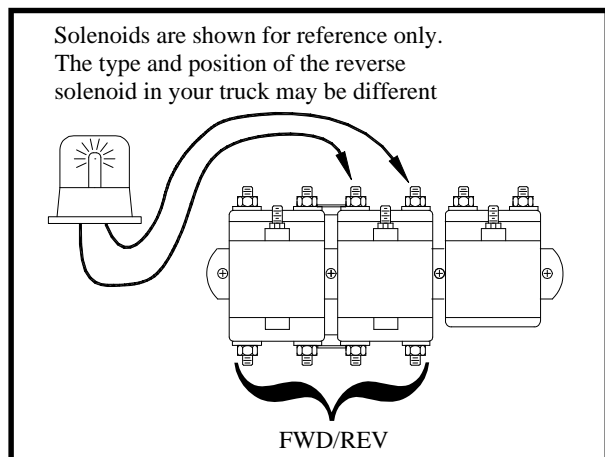 Solenoids are shown for reference only.
The type and position of the reverse
solenoid in your truck may be different
FWD/REV